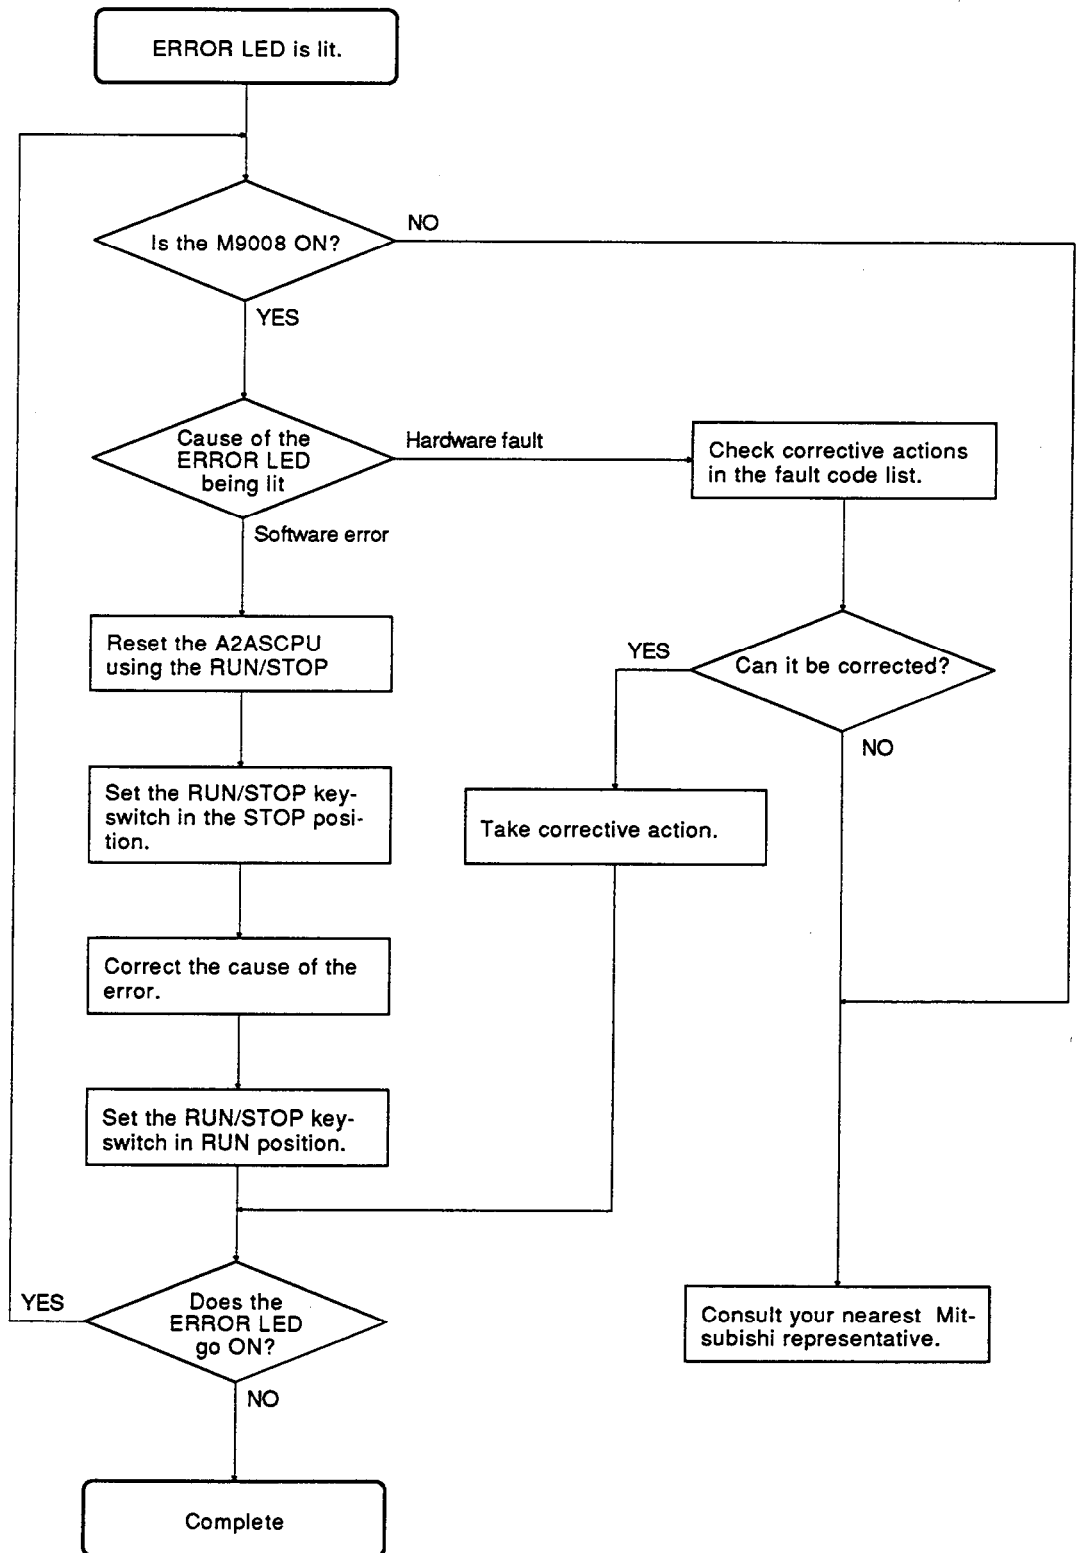 ERROR LED is lit.
Is the M9008 ON?
NO
YES
Cause of the
ERROR LED
being lit
Hardware fault
Check corrective actions
in the fault code list.
Software error
Reset the A2ASCPU
using the RUN/STOP
YES
Can it be corrected?
NO
Set the RUN/STOP key-
switch in the STOP posi-
tion.
Take corrective action.
Correct the cause of the
error.
Set the RUN/STOP key-
switch in RUN position.
YES
Does the
ERROR LED
go ON?
Consult your nearest Mit-
subishi representative.
NO
Complete